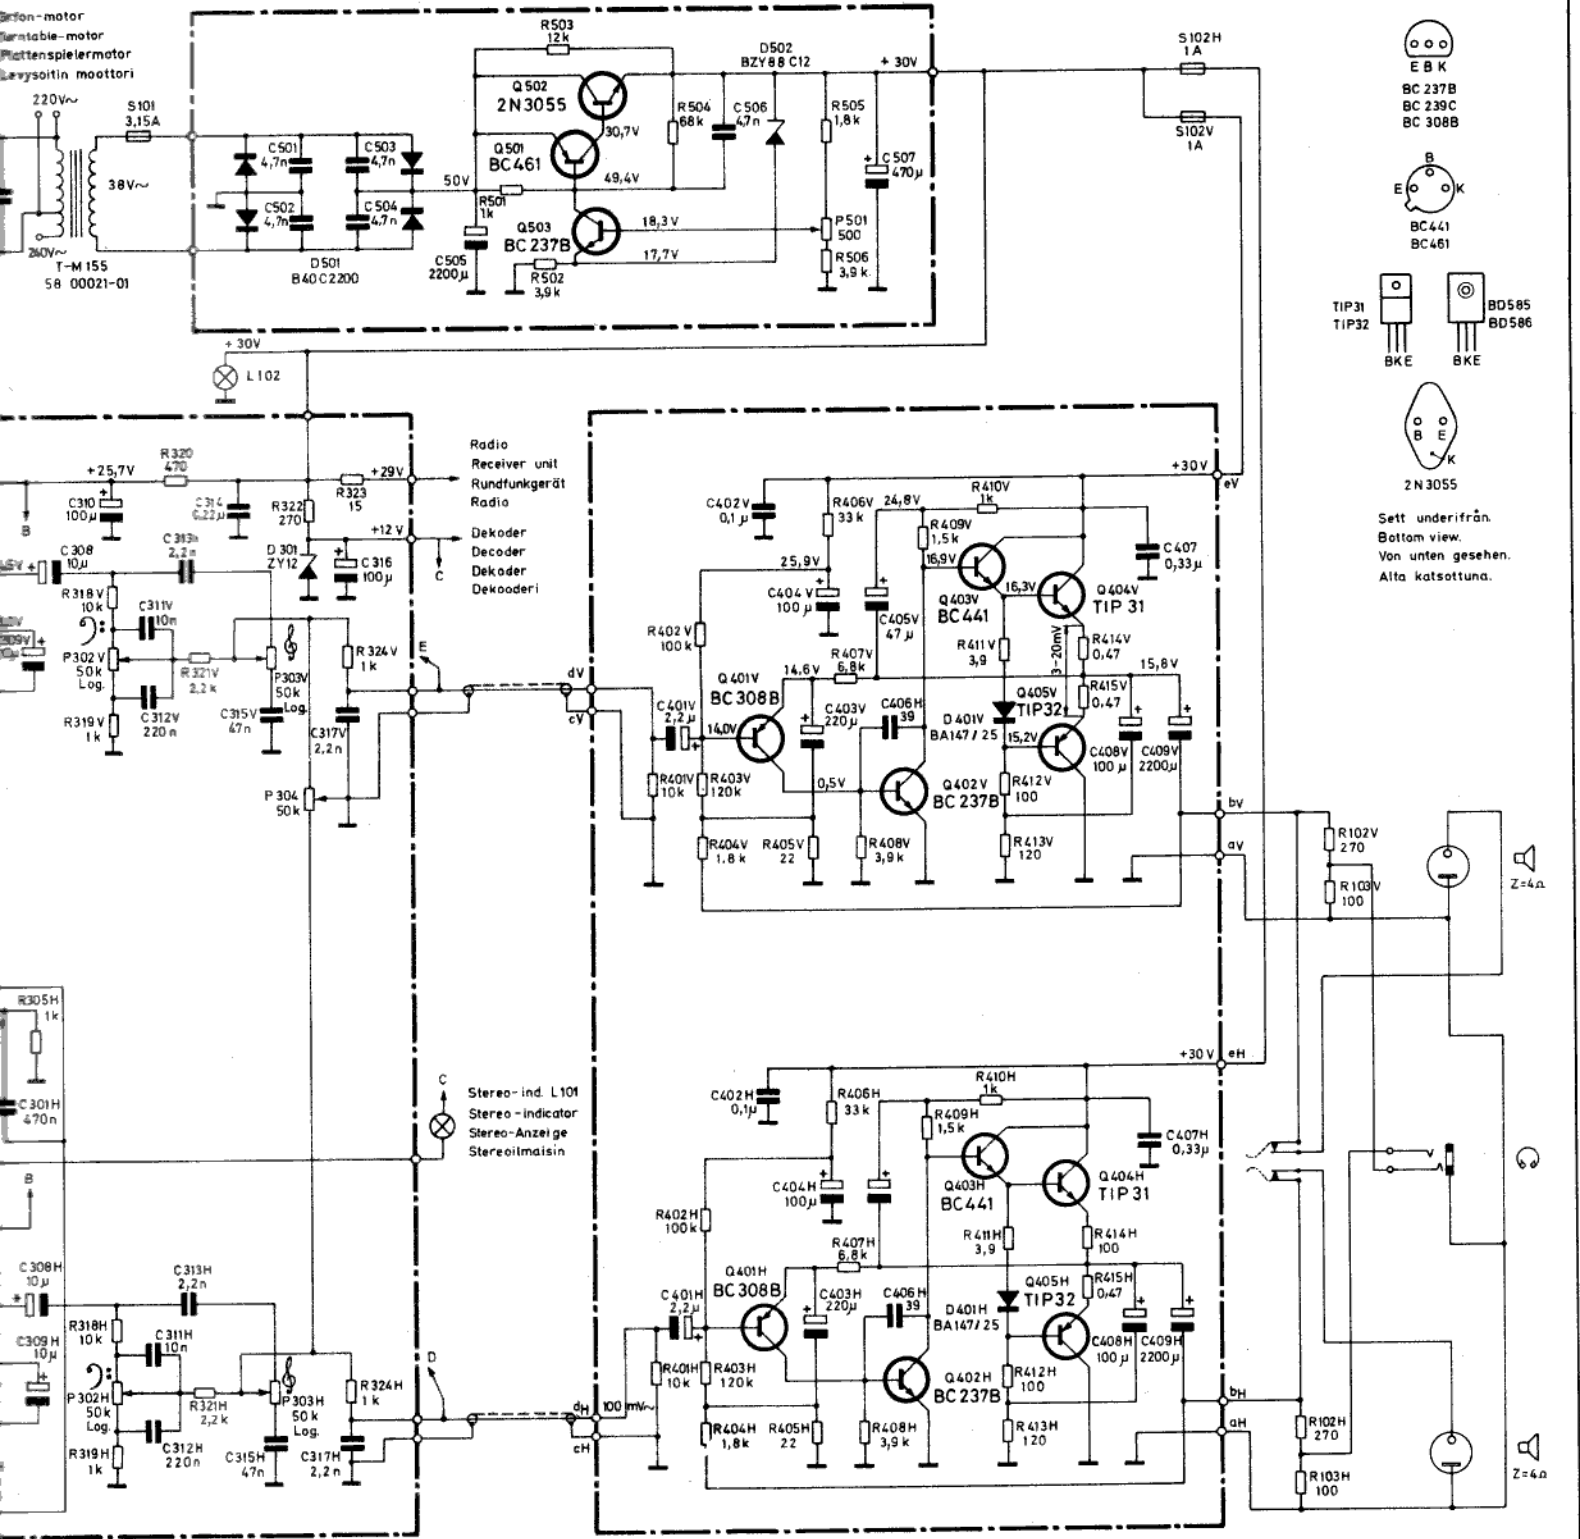 -motor
-motor
Plattenspielermotor
Levysoitin moottori
220V~
S101
3,15A
38V~
240V~
T-M155
58 00021-01
C501
4,7n
C503
4,7n
C502
4,7n
C504
4,7n
D501
B40C2200
R503
12k
Q502
2N3055
30,7V
Q501
BC461
50V
49,4V
R501
1k
C505
2200µ
Q503
BC237B
R502
3,9k
18,3V
17,7V
R504
68k
C506
4,7n
D502
BZY88C12
R505
1,8k
P501
500
R506
3,9k
+30V
C507
470µ
S102H
1A
S102V
1A
EBK
BC 237B
BC 239C
BC 308B
B
E
K
BC441
BC461
TIP31
TIP32
BKE
BD585
BD586
BKE
B
E
K
2N3055
Sett underifrån.
Bottom view.
Von unten gesehen.
Alta katsottuna.
+30V
L102
+25,7V
R320
470
C310
100µ
B
C314
0,22µ
R322
270
R323
15
+29V
Radio
Receiver unit
Rundfunkgerät
Radio
+12V
Dekoder
Decoder
Dekoder
Dekooderi
C
D301
ZY12
C316
100µ
C308
10µ
C313
2,2n
R318V
10k
C311V
10n
P302V
50k
Log.
R321V
2,2k
P303V
50k
Log.
R319V
1k
C312V
220n
C315V
47n
R324V
1k
C317V
2,2n
P304
50k
E
dV
cV
C402V
0,1µ
R406V
33k
24,8V
R410V
1k
+30V
eV
R409V
1,5k
25,9V
16,9V
C404V
100µ
C405V
47µ
Q403V
BC441
16,3V
Q404V
TIP31
C407
0,33µ
R402V
100k
R407V
6,8k
R411V
3,9
3-20mV
R414V
0,47
15,8V
Q401V
BC308B
14,6V
C401V
2,2µ
14,0V
C403V
220µ
C406H
39
D401V
BA147/25
Q405V
TIP32
15,2V
R415V
0,47
C408V
100µ
C409V
2200µ
R401V
10k
R403V
120k
0,5V
Q402V
BC237B
R412V
100
R404V
1,8k
R405V
22
R408V
3,9k
R413V
120
bV
aV
R102V
270
R103V
100
Z=4Ω
R305H
1k
C301H
470n
B
C
Stereo-ind. L101
Stereo-indicator
Stereo-Anzeige
Stereoilmaisin
C308H
10µ
C309H
10µ
C313H
2,2n
R318H
10k
C311H
10n
P302H
50k
Log.
R321H
2,2k
P303H
50k
Log.
R319H
1k
C312H
220n
C315H
47n
R324H
1k
C317H
2,2n
D
dH
100mV~
cH
C402H
0,1µ
R406H
33k
R410H
1k
+30V
eH
R409H
1,5k
C404H
100µ
Q403H
BC441
Q404H
TIP31
C407H
0,33µ
R402H
100k
R407H
6,8k
R411H
3,9
R414H
100
Q401H
BC308B
C401H
2,2µ
C403H
220µ
C406H
39
D401H
BA147/25
Q405H
TIP32
R415H
0,47
C408H
100µ
C409H
2200µ
R401H
10k
R403H
120k
Q402H
BC237B
R412H
100
R404H
1,8k
R405H
22
R408H
3,9k
R413H
120
bH
aH
R102H
270
R103H
100
Z=4Ω